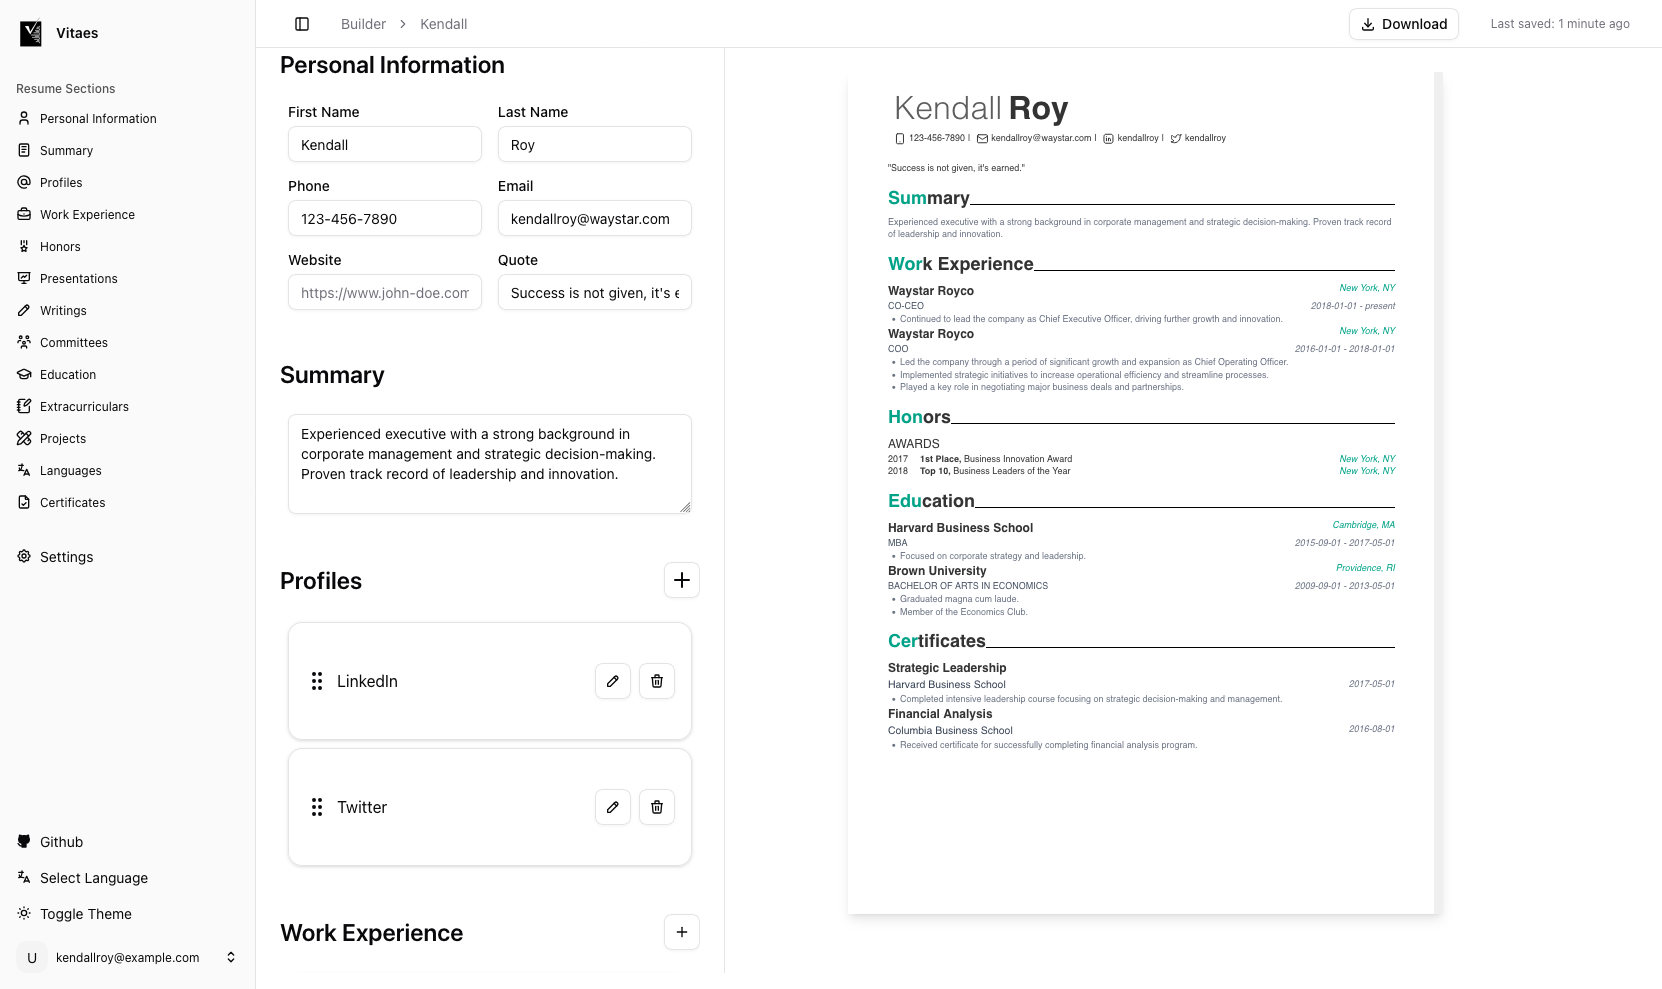 Vitaes
Resume Sections
Personal Information
Summary
Profiles
Work Experience
Honors
Presentations
Writings
Committees
Education
Extracurriculars
Projects
Languages
Certificates
Settings
Github
Select Language
Toggle Theme
U
kendallroy@example.com
Builder > Kendall
Download
Last saved: 1 minute ago
Personal Information
First Name Last Name
Kendall Roy
Phone Email
123-456-7890 kendallroy@waystar.com
Website Quote
https://www.john-doe.com Success is not given, it's e
Summary
Experienced executive with a strong background in
corporate management and strategic decision-making.
Proven track record of leadership and innovation.
Profiles
LinkedIn
Twitter
Work Experience
Kendall Roy
123-456-7890 | kendallroy@waystar.com | kendallroy | kendallroy
"Success is not given, it's earned."
Summary
Experienced executive with a strong background in corporate management and strategic decision-making. Proven track record
of leadership and innovation.
Work Experience
Waystar Royco New York, NY
CO-CEO 2018-01-01 - present
• Continued to lead the company as Chief Executive Officer, driving further growth and innovation.
Waystar Royco New York, NY
COO 2016-01-01 - 2018-01-01
• Led the company through a period of significant growth and expansion as Chief Operating Officer.
• Implemented strategic initiatives to increase operational efficiency and streamline processes.
• Played a key role in negotiating major business deals and partnerships.
Honors
AWARDS
2017 1st Place, Business Innovation Award New York, NY
2018 Top 10, Business Leaders of the Year New York, NY
Education
Harvard Business School Cambridge, MA
MBA 2015-09-01 - 2017-05-01
• Focused on corporate strategy and leadership.
Brown University Providence, RI
BACHELOR OF ARTS IN ECONOMICS 2009-09-01 - 2013-05-01
• Graduated magna cum laude.
• Member of the Economics Club.
Certificates
Strategic Leadership
Harvard Business School 2017-05-01
• Completed intensive leadership course focusing on strategic decision-making and management.
Financial Analysis
Columbia Business School 2016-08-01
• Received certificate for successfully completing financial analysis program.